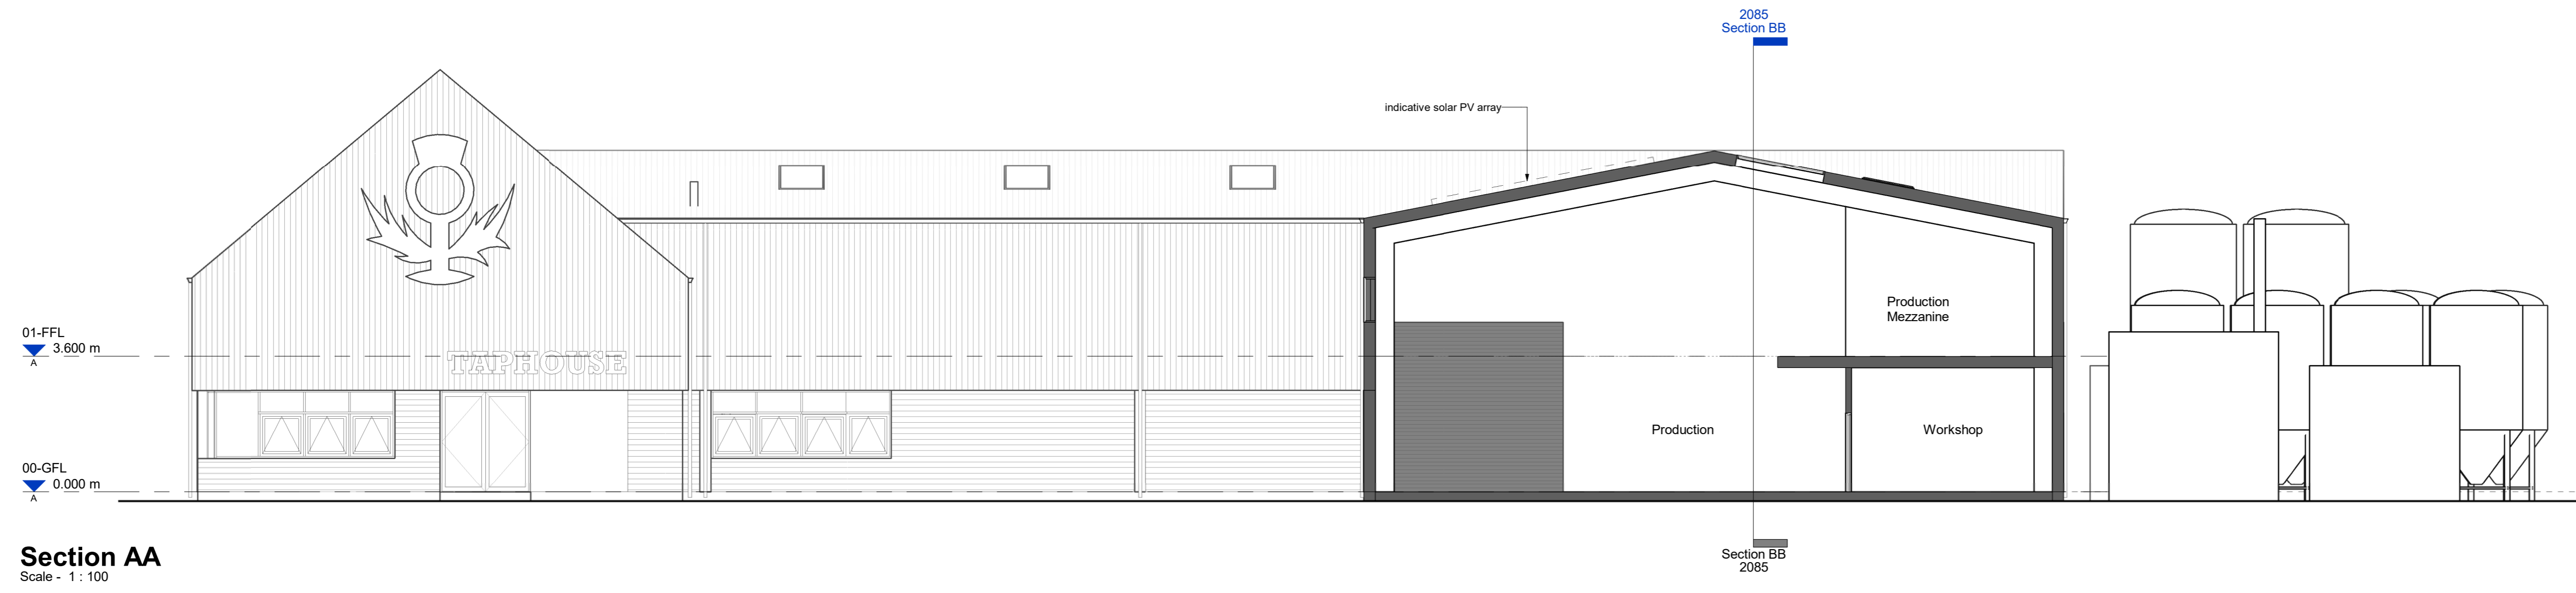 2085
Section BB
indicative solar PV array
01-FFL
3.600 m
A
TAPHOUSE
Production
Mezzanine
Production
Workshop
00-GFL
0.000 m
A
Section BB
2085
Section AA
Scale - 1 : 100